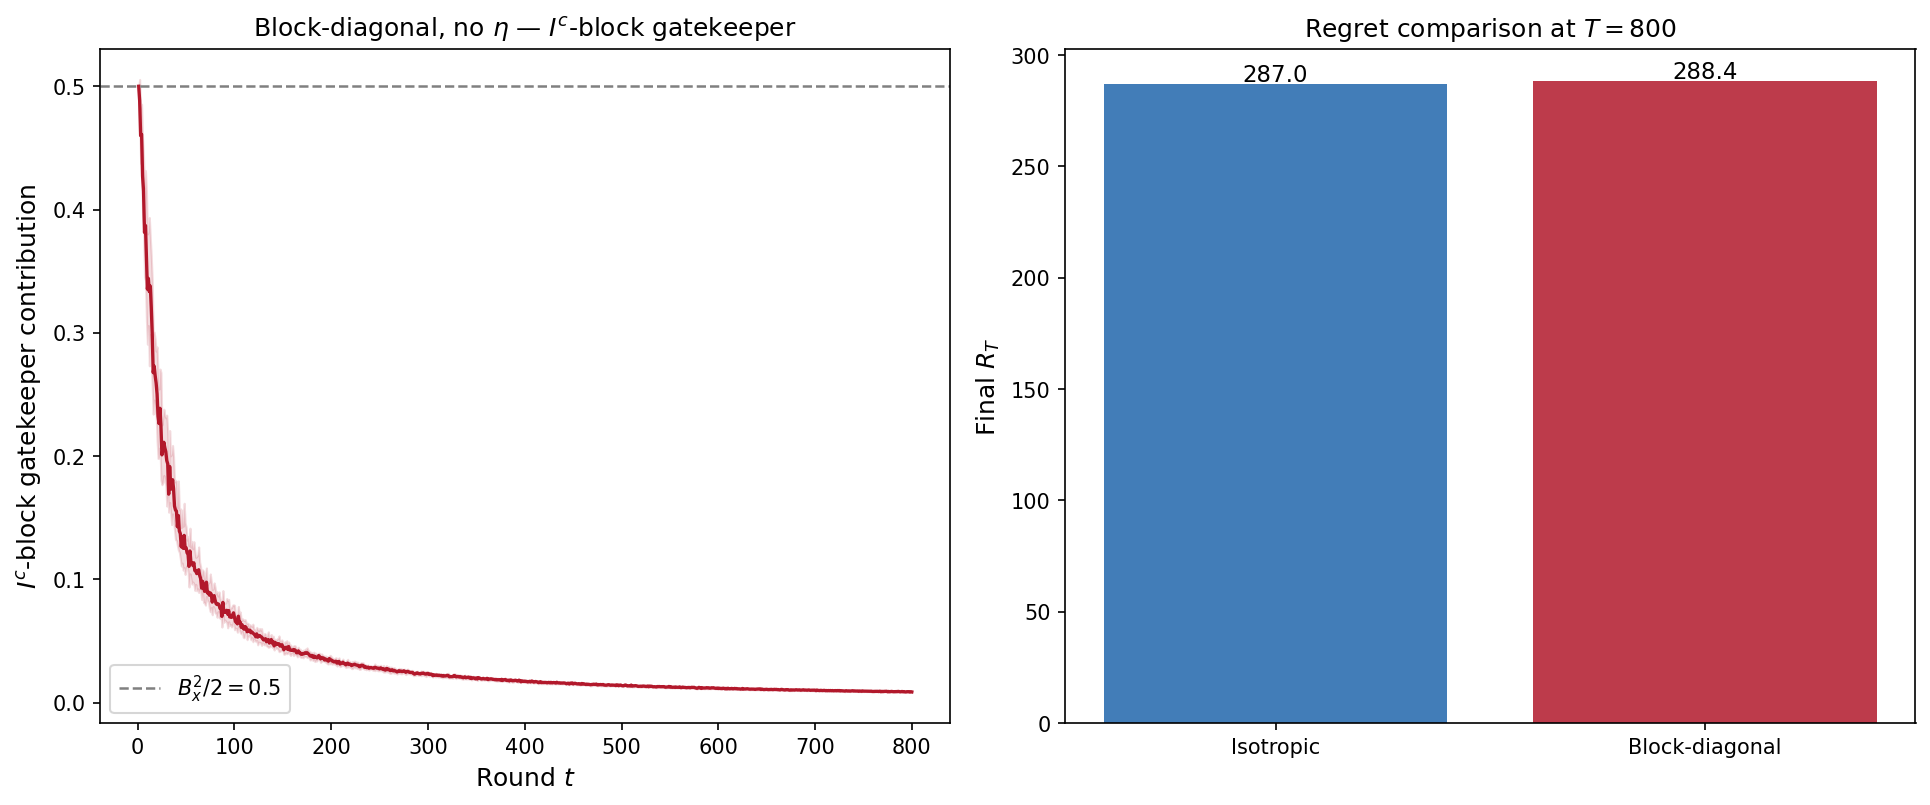 Block-diagonal, no η — Iᶜ-block gatekeeper
Iᶜ-block gatekeeper contribution
0.5
0.4
0.3
0.2
0.1
0.0
B_x^2/2 = 0.5
0 100 200 300 400 500 600 700 800
Round t
Regret comparison at T = 800
Final R_T
300
250
200
150
100
50
0
287.0
288.4
Isotropic
Block-diagonal